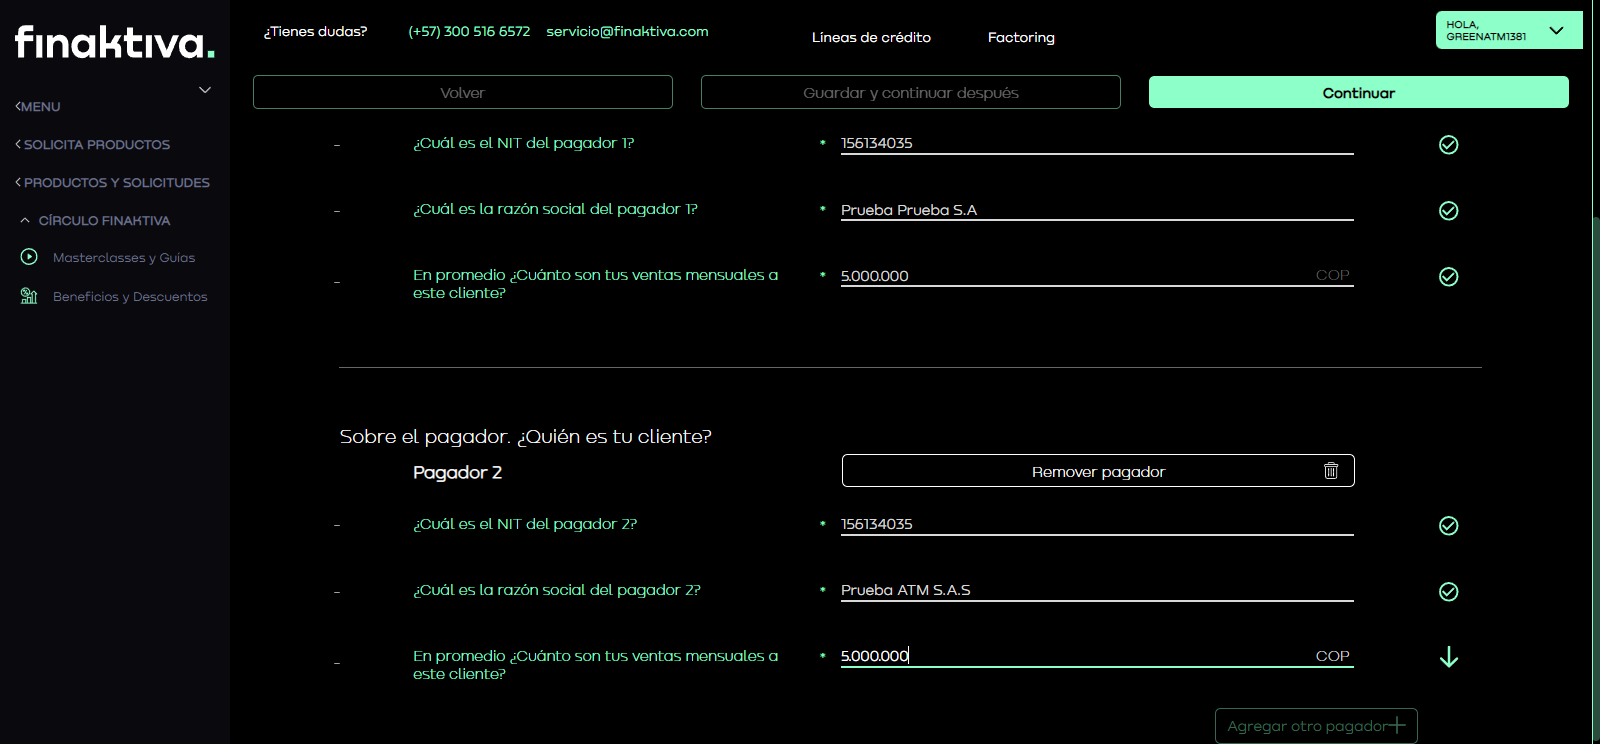 finaktiva.
¿Tienes dudas?
(+57) 300 516 6572
servicio@finaktiva.com
Líneas de crédito
Factoring
HOLA,
GREENATM1381
MENU
SOLICITA PRODUCTOS
PRODUCTOS Y SOLICITUDES
CÍRCULO FINAKTIVA
Masterclasses y Guías
Beneficios y Descuentos
Volver
Guardar y continuar después
Continuar
- ¿Cuál es el NIT del pagador 1? * 156134035
- ¿Cuál es la razón social del pagador 1? * Prueba Prueba S.A
- En promedio ¿Cuánto son tus ventas mensuales a * 5.000.000 COP
este cliente?
Sobre el pagador. ¿Quién es tu cliente?
Pagador 2
Remover pagador
- ¿Cuál es el NIT del pagador 2? * 156134035
- ¿Cuál es la razón social del pagador 2? * Prueba ATM S.A.S
- En promedio ¿Cuánto son tus ventas mensuales a * 5.000.000 COP
este cliente?
Agregar otro pagador